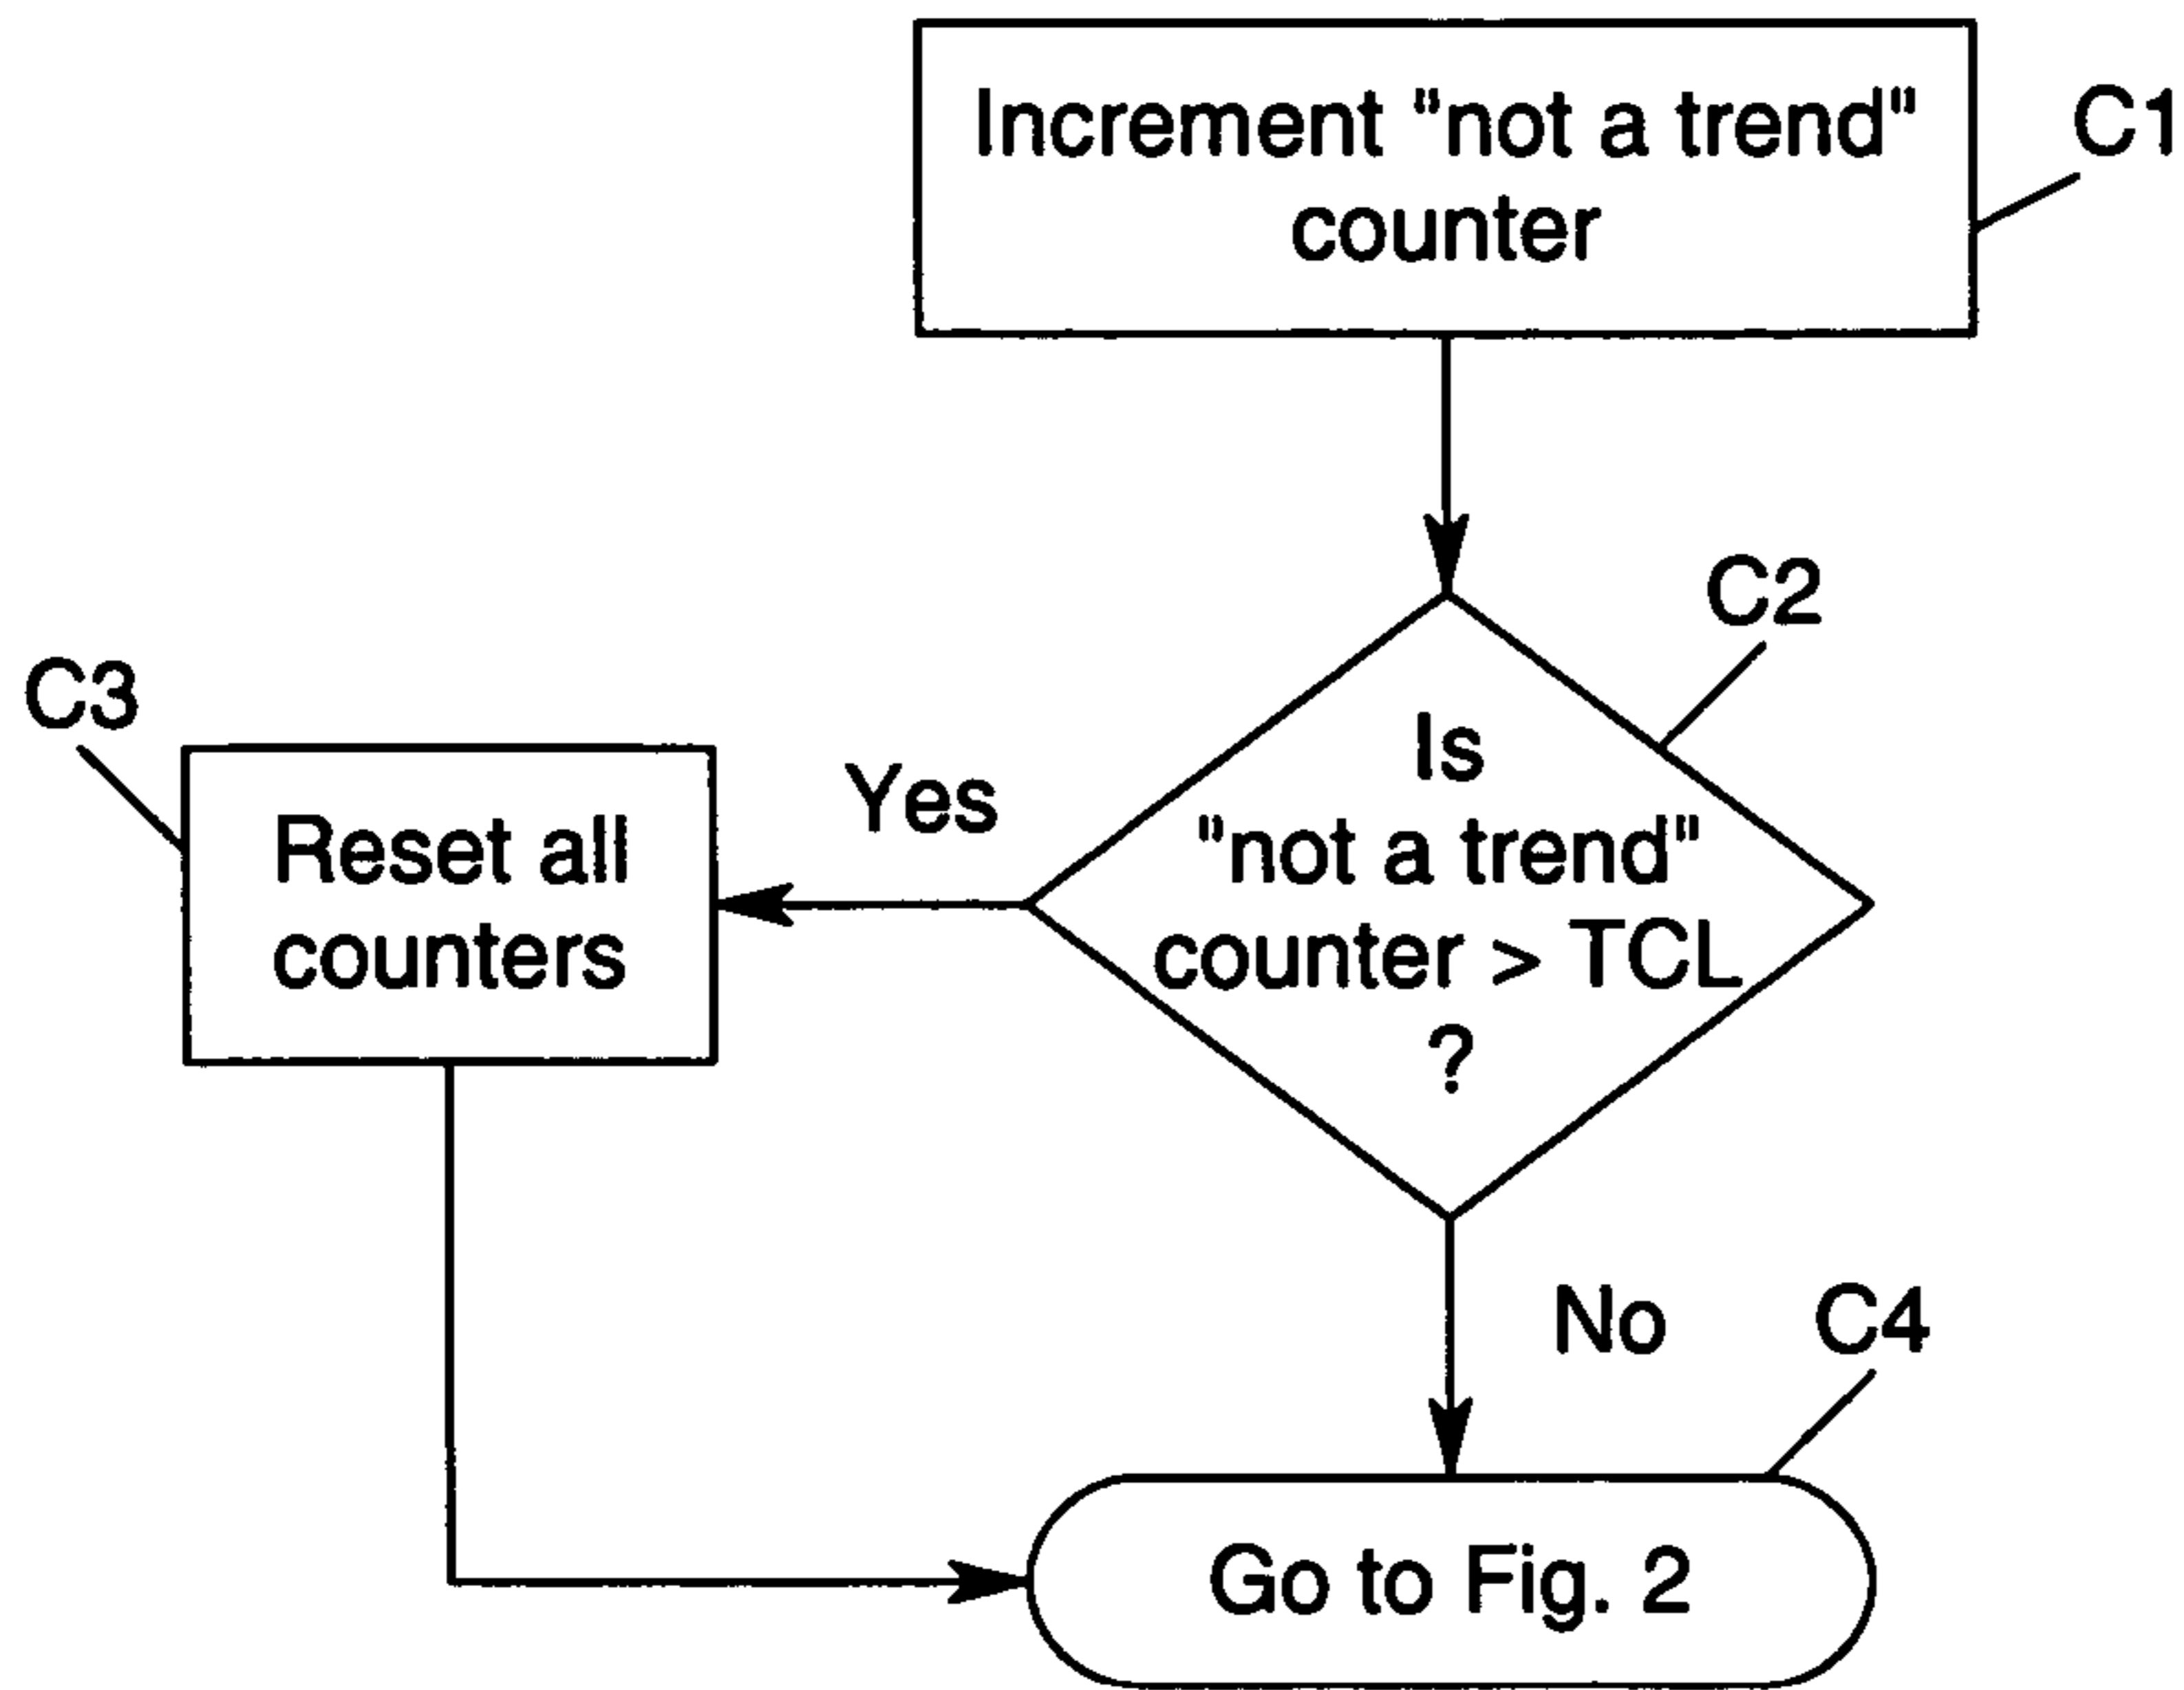 Increment "not a trend"
counter
C1
C2
Is
"not a trend"
counter > TCL
?
Yes
C3
Reset all
counters
No
C4
Go to Fig. 2